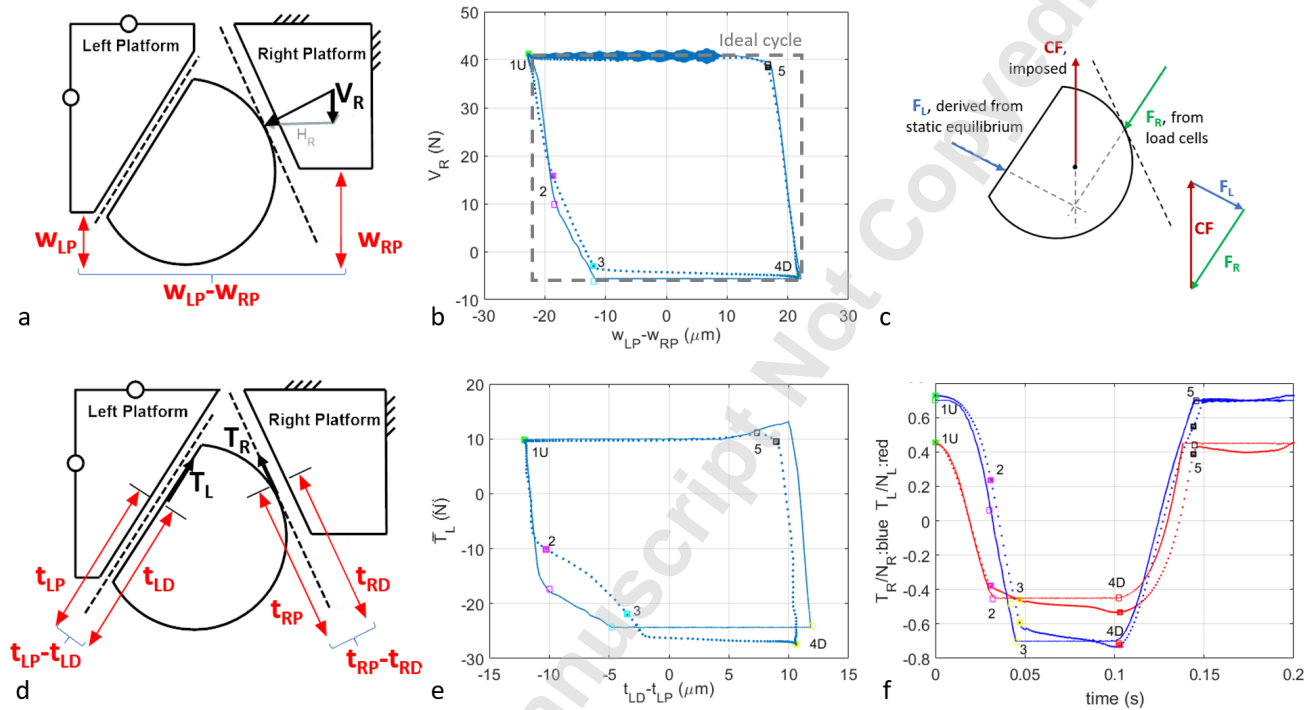 Left Platform
Right Platform
V_R
H_R
w_LP
w_RP
w_LP-w_RP
a
50
40
30
20
10
0
-10
V_R (N)
Ideal cycle
1U
2
3
4D
5
-30
-20
-10
0
10
20
30
w_LP-w_RP (μm)
b
CF,
imposed
F_L, derived from
static equilibrium
F_R, from
load cells
F_L
CF
F_R
c
Left Platform
Right Platform
T_R
T_L
t_LP
t_LD
t_RP
t_RD
t_LP-t_LD
t_RP-t_RD
d
20
10
0
-10
-20
-30
T̅_L (N)
1U
2
3
4D
5
-15
-10
-5
0
5
10
15
t_LD-t_LP (μm)
e
0.6
0.4
0.2
0
-0.2
-0.4
-0.6
-0.8
T_R/N_R:blue T_L/N_L:red
1U
1U
2
2
3
3
4D
4D
5
5
0
0.05
0.1
0.15
0.2
time (s)
f
anuscript Not Copyedi